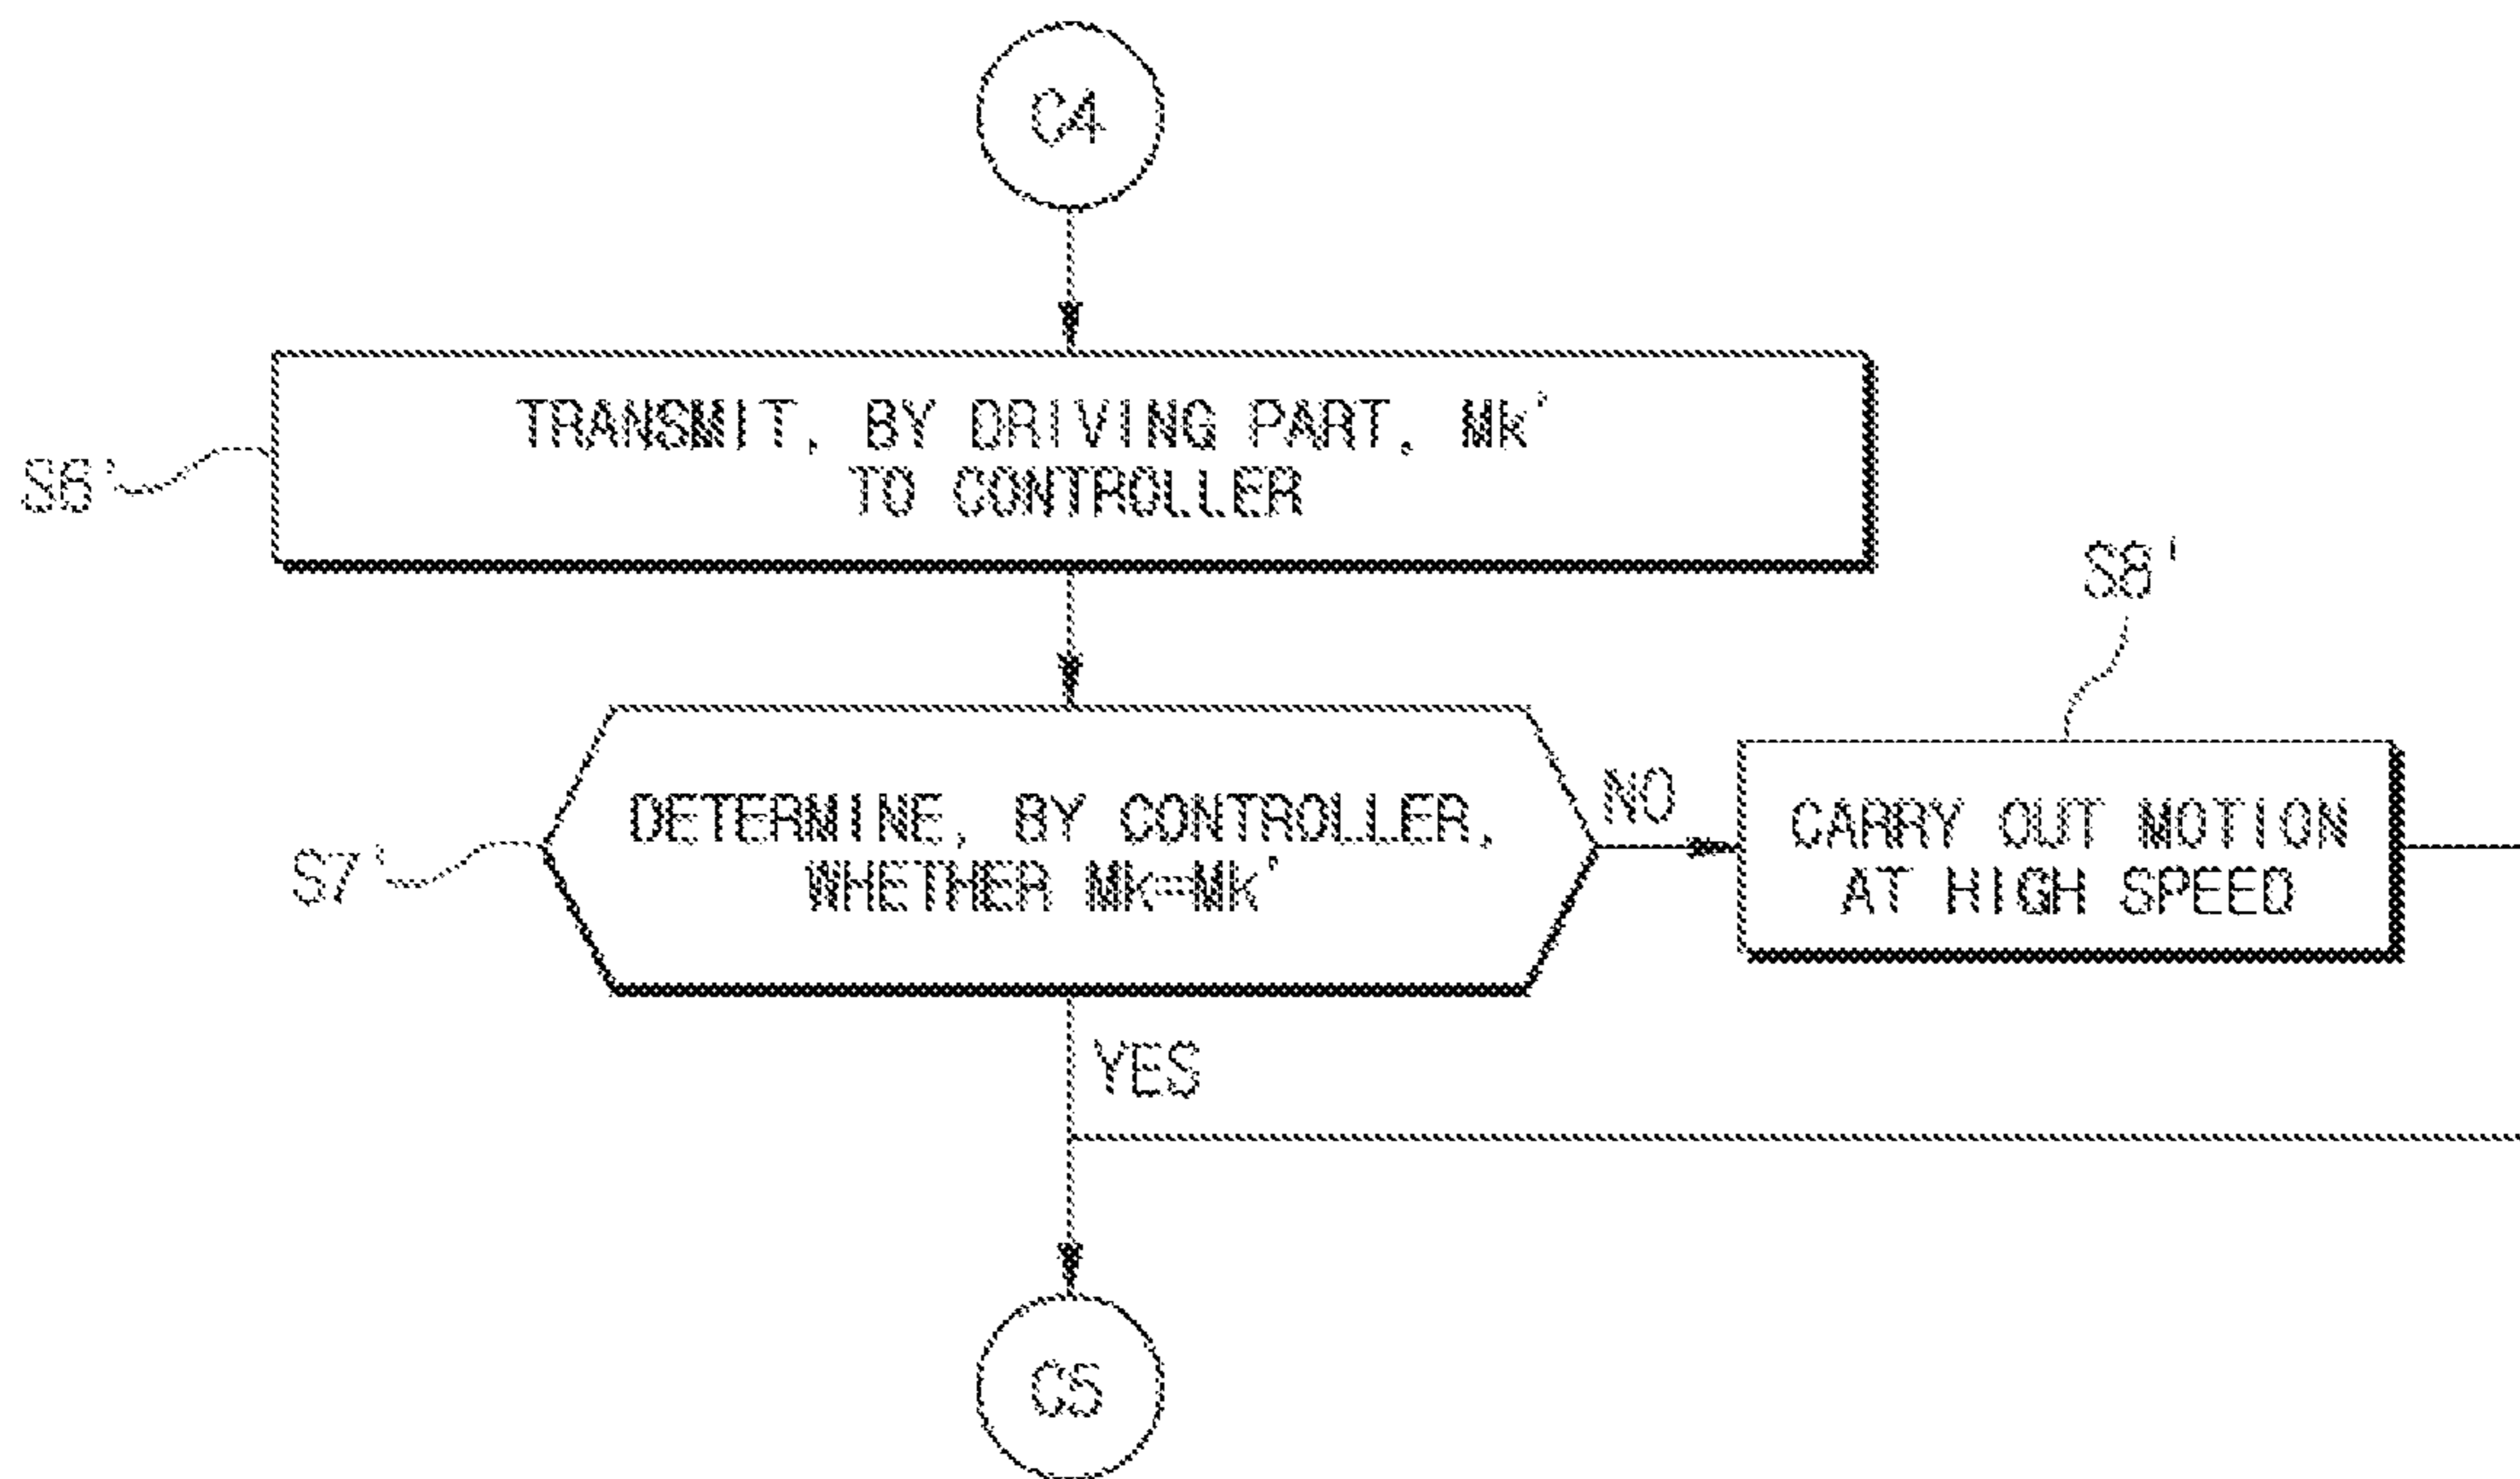 C4
TRANSMIT, BY DRIVING PART, Mk'
TO CONTROLLER
S6'
S8'
DETERMINE, BY CONTROLLER,
WHETHER Mk=Mk'
S7'
NO
CARRY OUT MOTION
AT HIGH SPEED
YES
C5